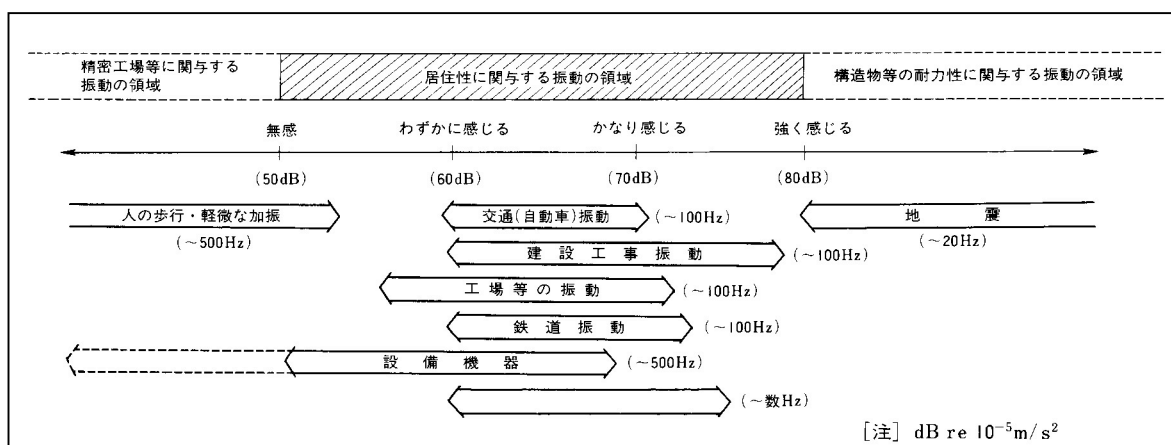 精密工場等に関与する
振動の領域
居住性に関与する振動の領域
構造物等の耐力性に関与する振動の領域
無感
わずかに感じる
かなり感じる
強く感じる
(50dB)
(60dB)
(70dB)
(80dB)
人の歩行・軽微な加振
(~500Hz)
交通(自動車)振動
(~100Hz)
地震
(~20Hz)
建設工事振動
(~100Hz)
工場等の振動
(~100Hz)
鉄道振動
(~100Hz)
設備機器
(~500Hz)
(~数Hz)
[注] dB re 10⁻⁵m/s²